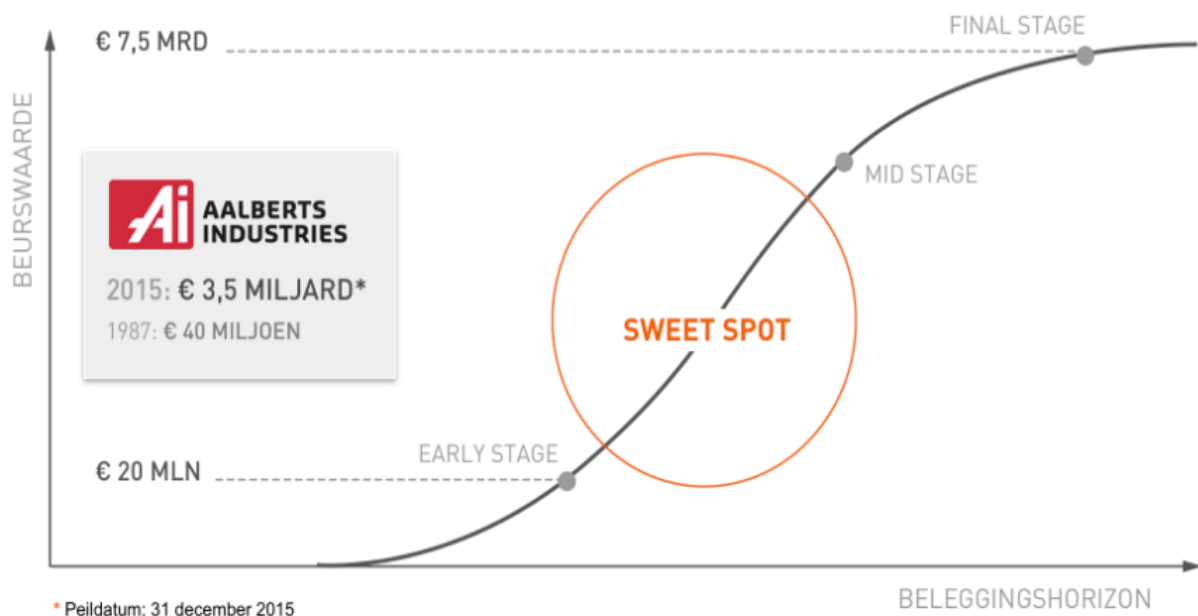 FINAL STAGE
€ 7,5 MRD
BEURSWAARDE
MID STAGE
Ai AALBERTS
INDUSTRIES
2015: € 3,5 MILJARD*
1987: € 40 MILJOEN
SWEET SPOT
EARLY STAGE
€ 20 MLN
BELEGGINGSHORIZON
* Peildatum: 31 december 2015